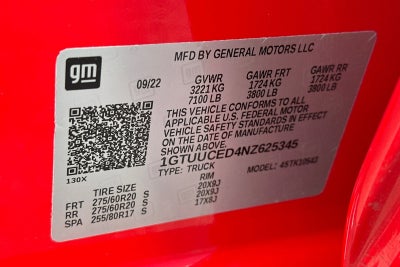 gm
MFD BY GENERAL MOTORS LLC
09/22 GVWR GAWR FRT GAWR RR
3221 KG 1724 KG 1724 KG
7100 LB 3800 LB 3800 LB
THIS VEHICLE CONFORMS TO ALL
APPLICABLE U.S. FEDERAL MOTOR
VEHICLE SAFETY STANDARDS IN EFFECT
ON THE DATE OF MANUFACTURE
SHOWN ABOVE.
1GTUUCED4NZ625345
TYPE: TRUCK MODEL: 4STK10543
130X
TIRE SIZE RIM
FRT 275/60R20 S 20X9J
RR 275/60R20 S 20X9J
SPA 255/80R17 S 17X8J